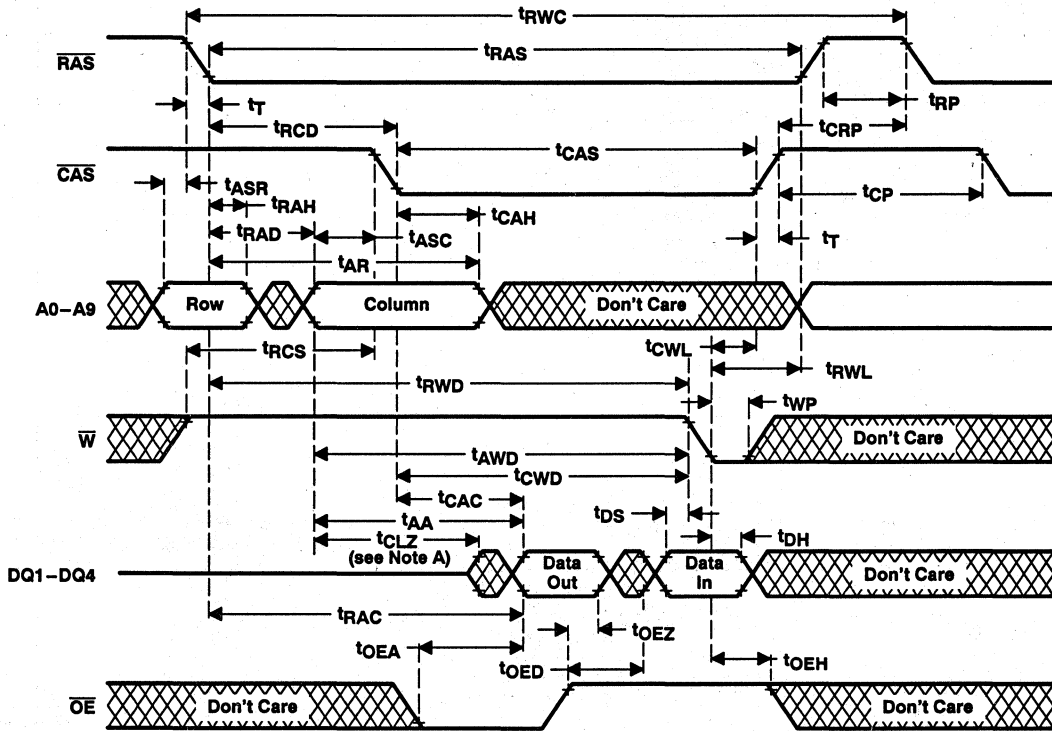 tRWC
tRAS
RAS
tT
tRP
tRCD
tCRP
tCAS
CAS
tASR
tCP
tRAH
tCAH
tRAD
tASC
tT
tAR
A0–A9
Row
Column
Don't Care
tRCS
tCWL
tRWD
tRWL
tWP
W
Don't Care
tAWD
tCWD
tCAC
tDS
tAA
tCLZ
(see Note A)
tDH
DQ1–DQ4
Data
Out
Data
In
Don't Care
tRAC
tOEZ
tOEA
tOED
tOEH
OE
Don't Care
Don't Care